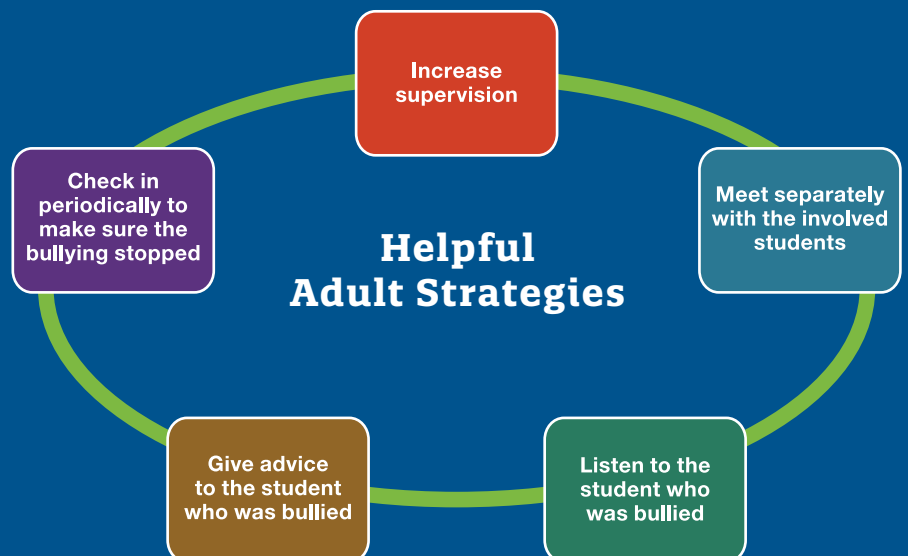 Increase
supervision
Check in
periodically to
make sure the
bullying stopped
Meet separately
with the involved
students
Helpful
Adult Strategies
Give advice
to the student
who was bullied
Listen to the
student who
was bullied